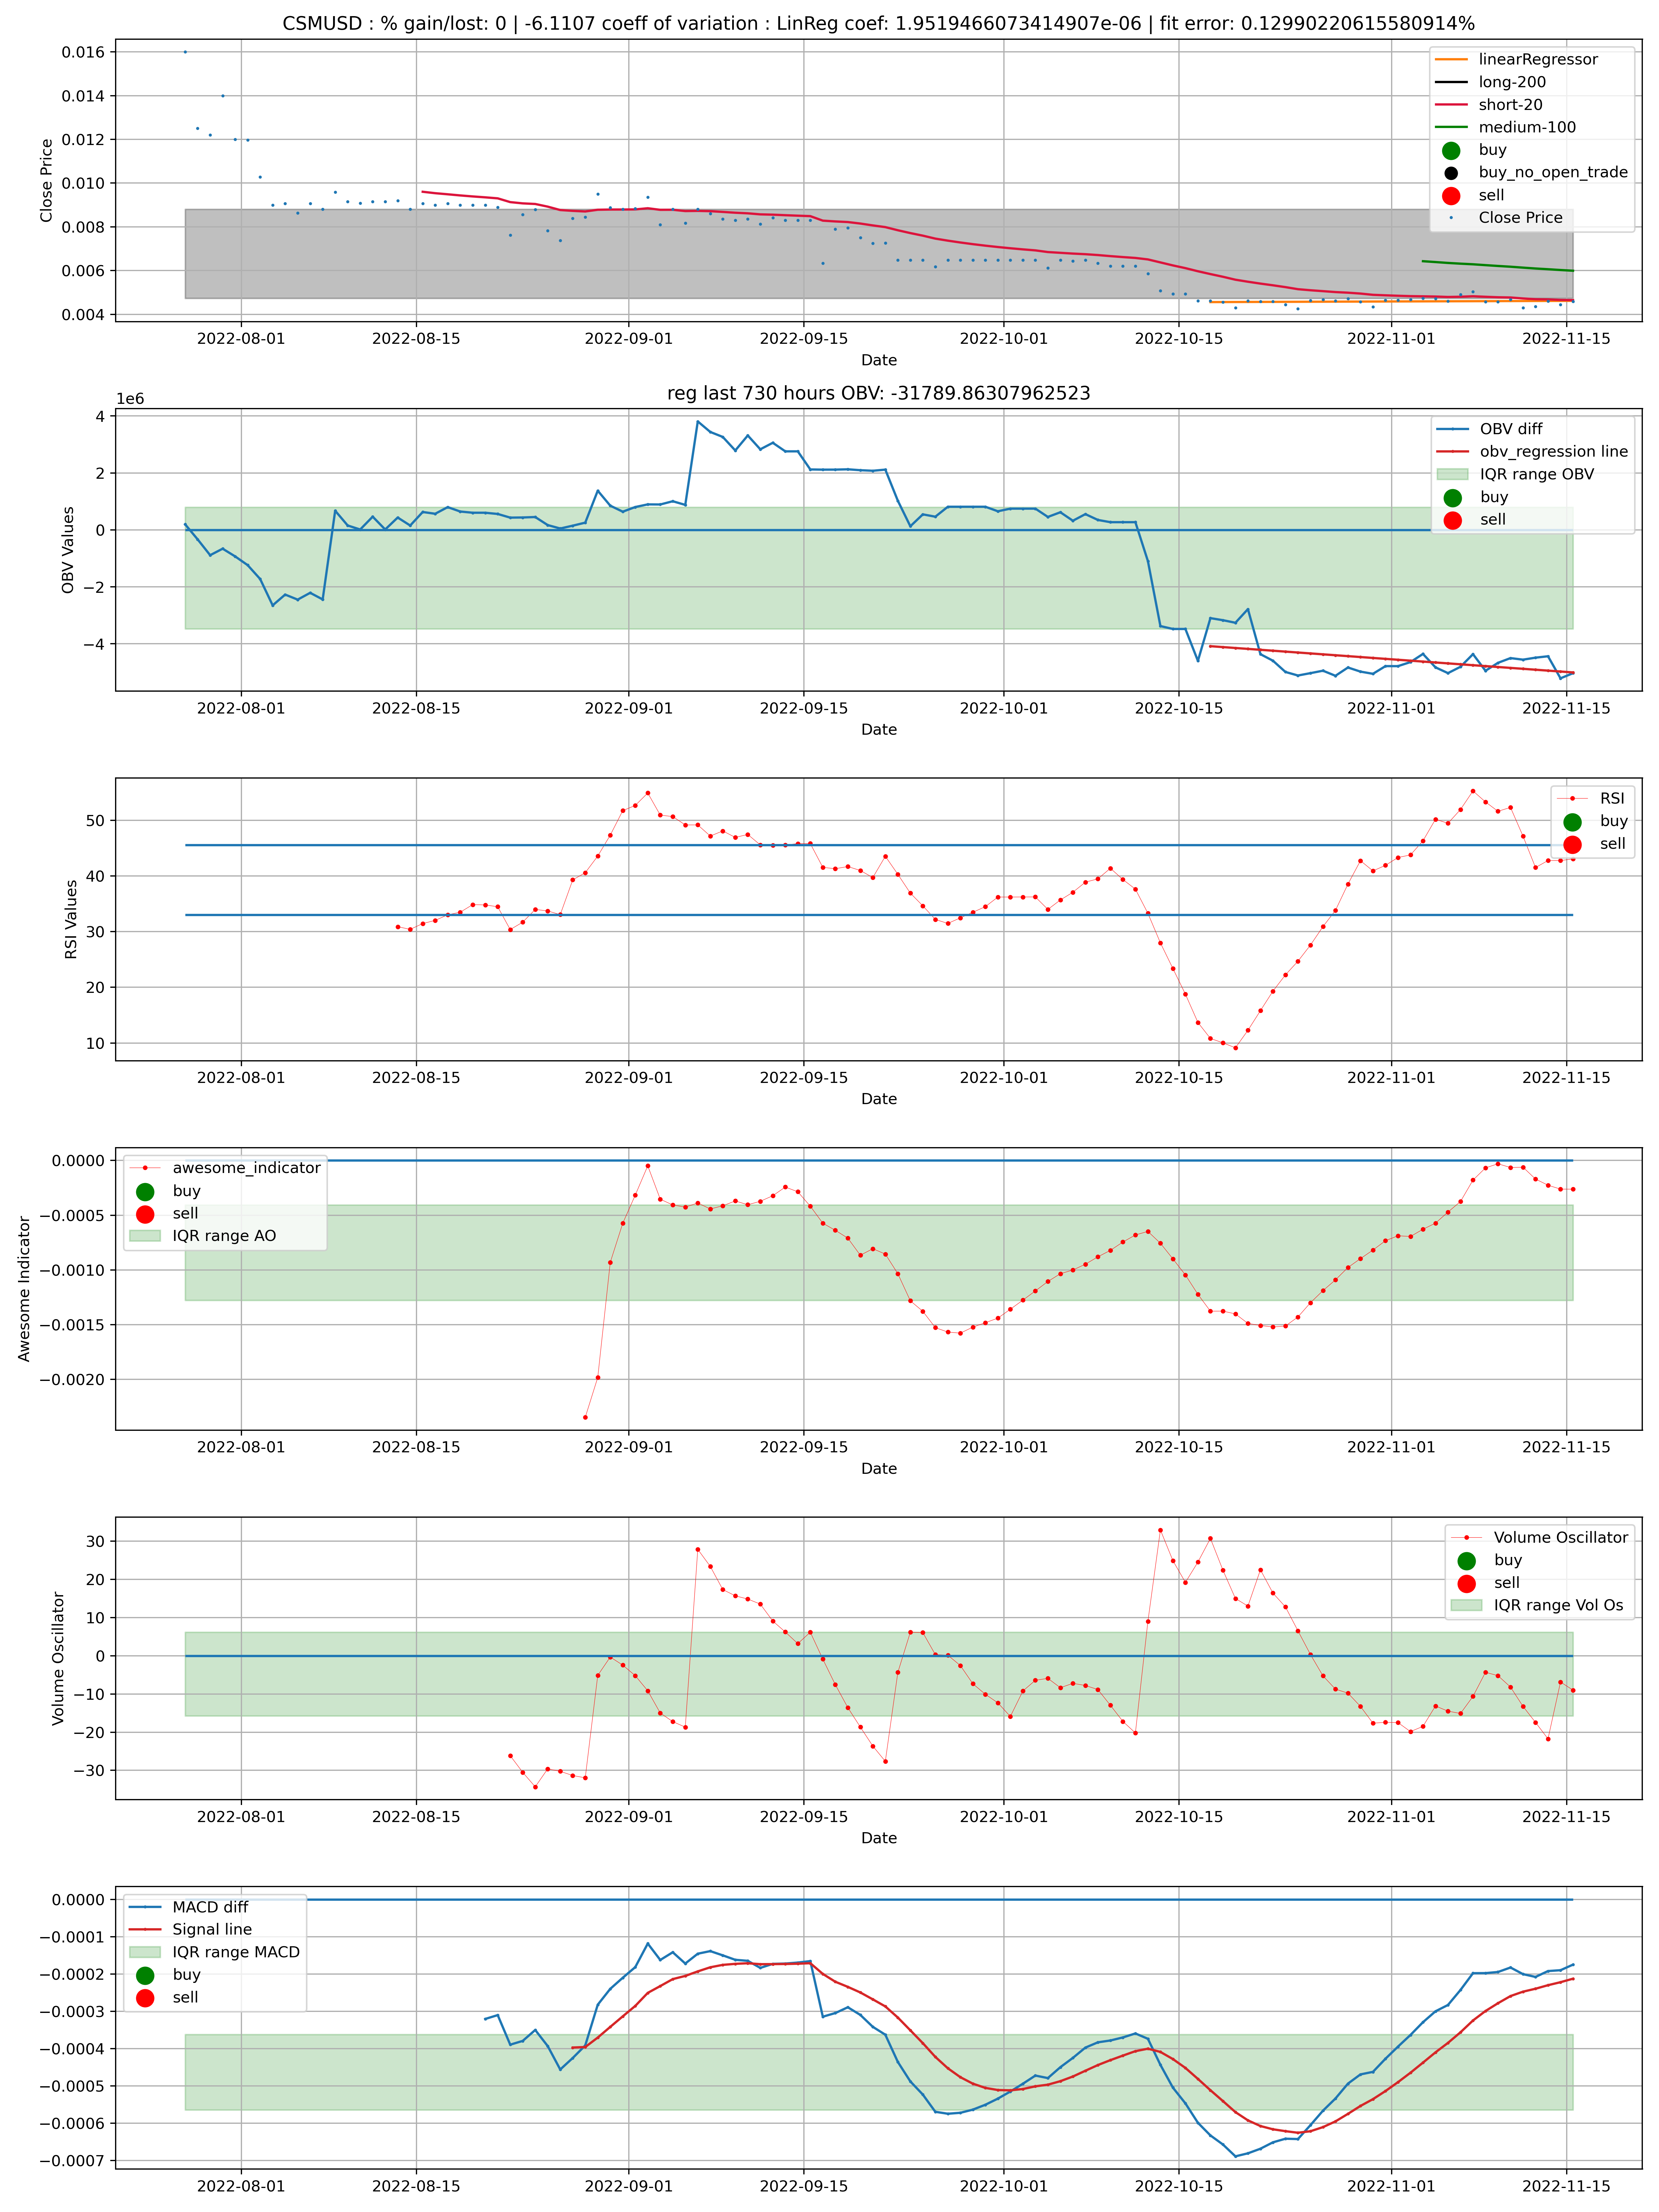 CSMUSD : % gain/lost: 0 | -6.1107 coeff of variation : LinReg coef: 1.9519466073414907e-06 | fit error: 0.12990220615580914%
0.016
0.014
0.012
0.010
0.008
0.006
0.004
Close Price
linearRegressor
long-200
short-20
medium-100
buy
buy_no_open_trade
sell
Close Price
2022-08-01 2022-08-15 2022-09-01 2022-09-15 2022-10-01 2022-10-15 2022-11-01 2022-11-15
Date
reg last 730 hours OBV: -31789.86307962523
1e6
4
2
0
−2
−4
OBV Values
OBV diff
obv_regression line
IQR range OBV
buy
sell
2022-08-01 2022-08-15 2022-09-01 2022-09-15 2022-10-01 2022-10-15 2022-11-01 2022-11-15
Date
50
40
30
20
10
RSI Values
RSI
buy
sell
2022-08-01 2022-08-15 2022-09-01 2022-09-15 2022-10-01 2022-10-15 2022-11-01 2022-11-15
Date
0.0000
−0.0005
−0.0010
−0.0015
−0.0020
Awesome Indicator
awesome_indicator
buy
sell
IQR range AO
2022-08-01 2022-08-15 2022-09-01 2022-09-15 2022-10-01 2022-10-15 2022-11-01 2022-11-15
Date
30
20
10
0
−10
−20
−30
Volume Oscillator
Volume Oscillator
buy
sell
IQR range Vol Os
2022-08-01 2022-08-15 2022-09-01 2022-09-15 2022-10-01 2022-10-15 2022-11-01 2022-11-15
Date
0.0000
−0.0001
−0.0002
−0.0003
−0.0004
−0.0005
−0.0006
−0.0007
MACD diff
Signal line
IQR range MACD
buy
sell
2022-08-01 2022-08-15 2022-09-01 2022-09-15 2022-10-01 2022-10-15 2022-11-01 2022-11-15